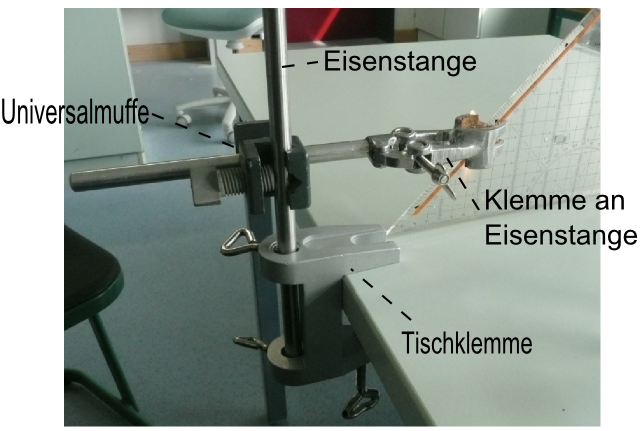 Eisenstange
Universalmuffe
Klemme an
Eisenstange
Tischklemme